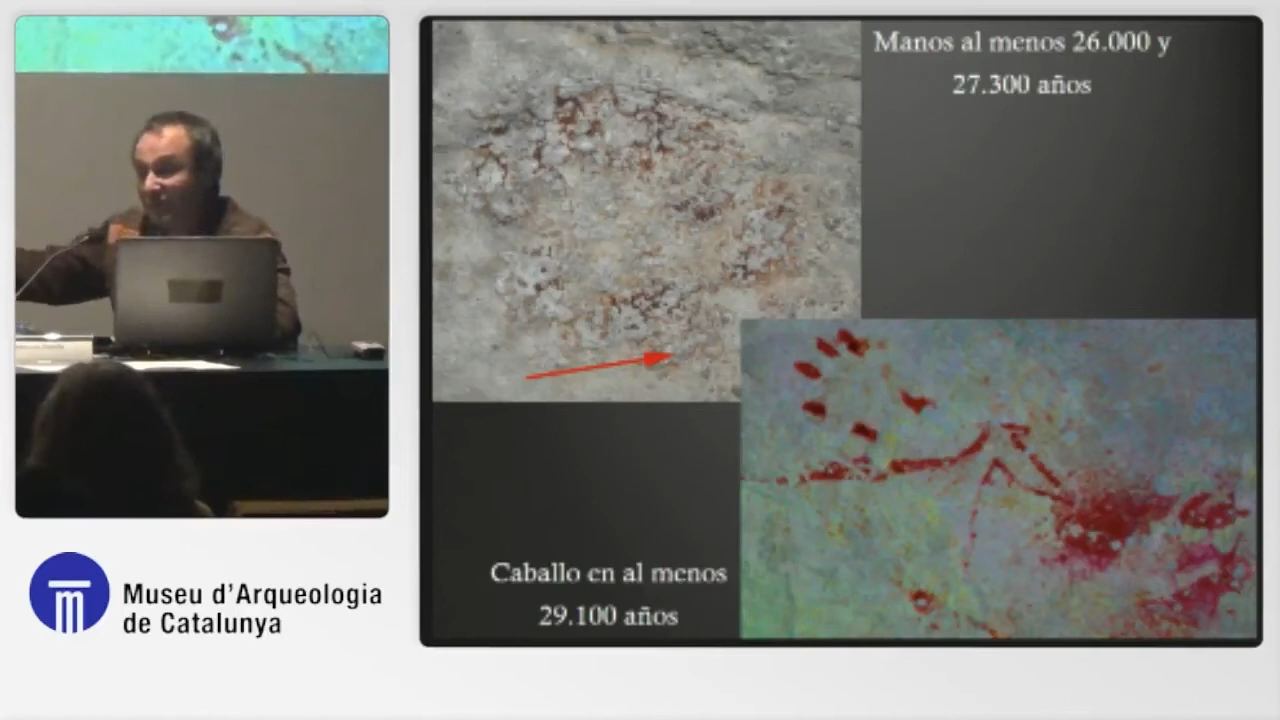 Manos al menos 26.000 y
27.300 años
Caballo en al menos
29.100 años
Museu d'Arqueologia
de Catalunya